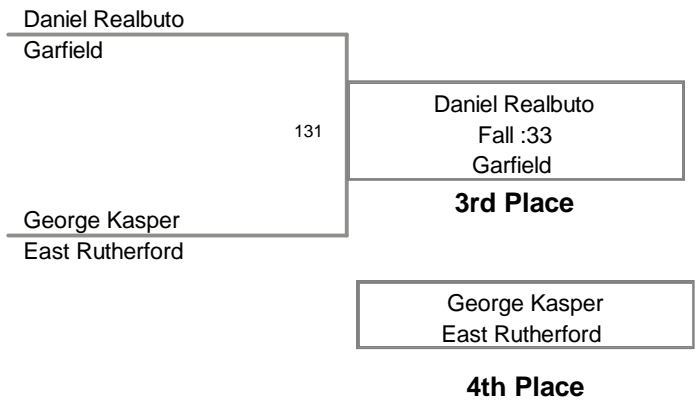 Daniel Realbuto
Garfield
131
Daniel Realbuto
Fall :33
Garfield
3rd Place
George Kasper
East Rutherford
George Kasper
East Rutherford
4th Place